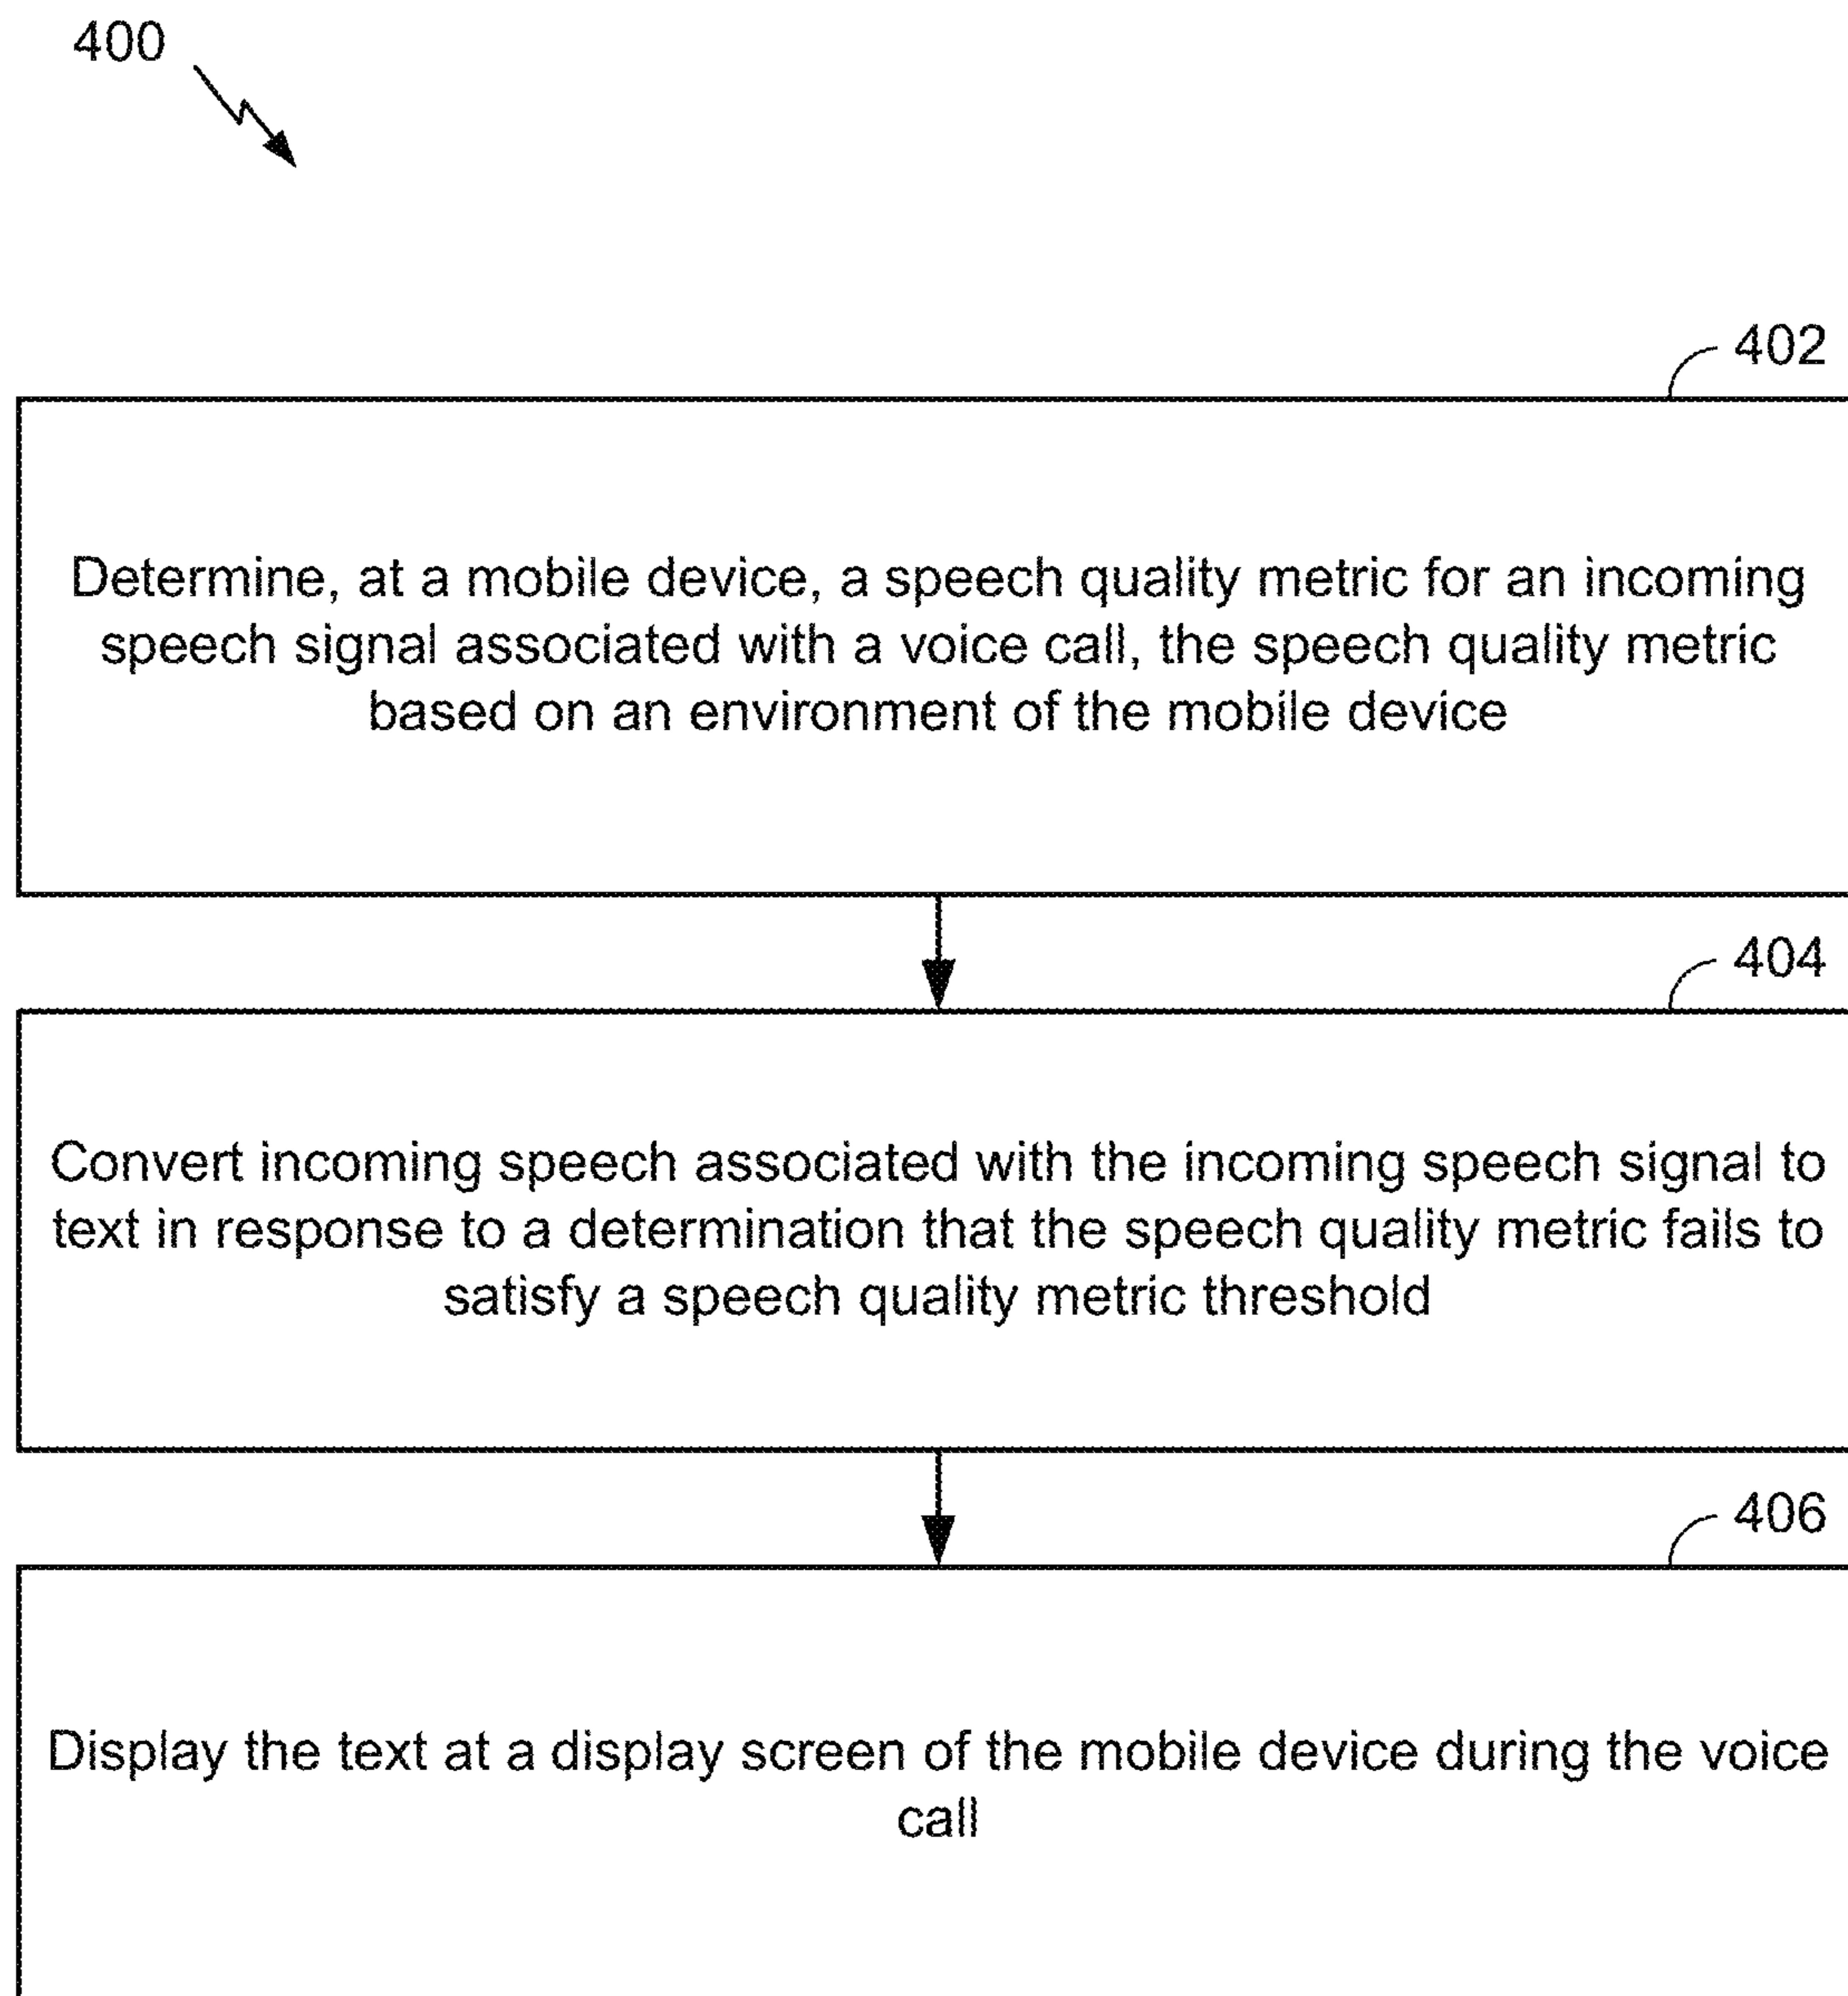 400
402
Determine, at a mobile device, a speech quality metric for an incoming
speech signal associated with a voice call, the speech quality metric
based on an environment of the mobile device
404
Convert incoming speech associated with the incoming speech signal to
text in response to a determination that the speech quality metric fails to
satisfy a speech quality metric threshold
406
Display the text at a display screen of the mobile device during the voice
call